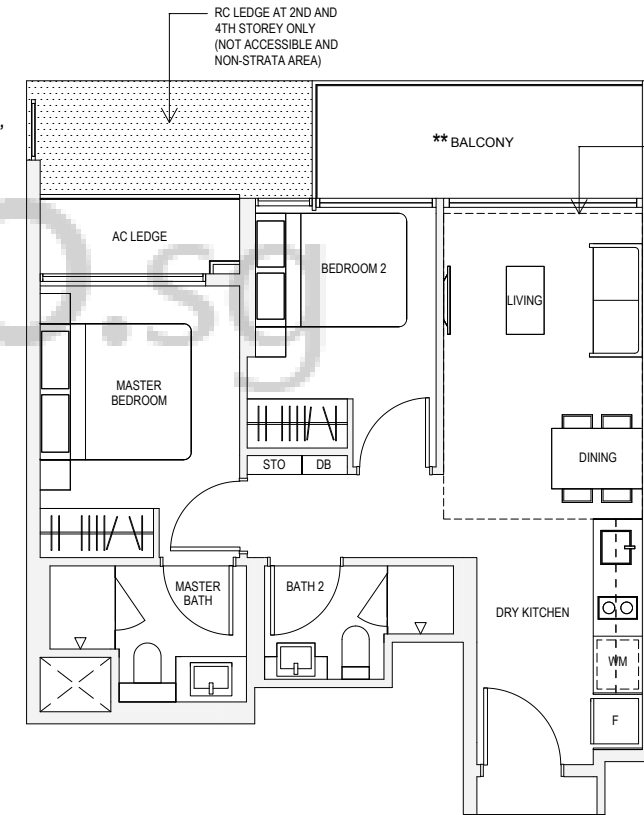 RC LEDGE AT 2ND AND
4TH STOREY ONLY
(NOT ACCESSIBLE AND
NON-STRATA AREA)
,
** BALCONY
AC LEDGE
BEDROOM 2
LIVING
MASTER
BEDROOM
DINING
STO DB
MASTER
BATH
BATH 2
DRY KITCHEN
WM
F
.sg